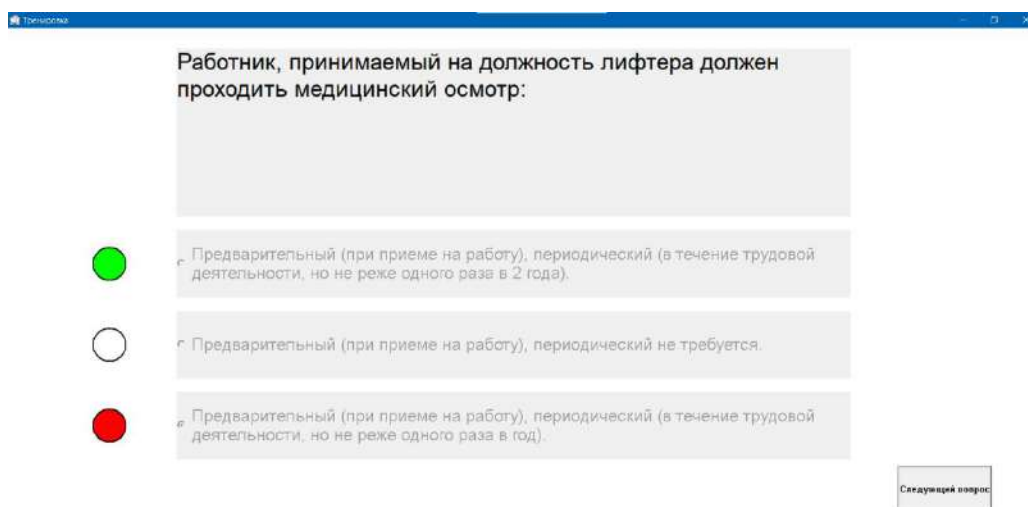 Тренировка
Работник, принимаемый на должность лифтера должен
проходить медицинский осмотр:
Предварительный (при приеме на работу), периодический (в течение трудовой
деятельности, но не реже одного раза в 2 года).
Предварительный (при приеме на работу), периодический не требуется.
Предварительный (при приеме на работу), периодический (в течение трудовой
деятельности, но не реже одного раза в год).
Следующей вопрос